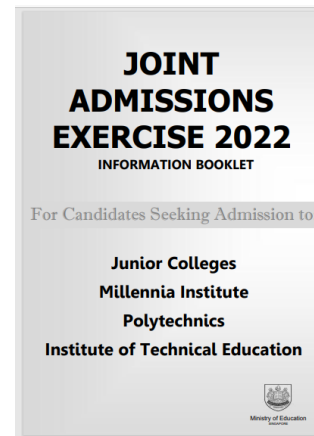 JOINT
ADMISSIONS
EXERCISE 2022
INFORMATION BOOKLET
For Candidates Seeking Admission to
Junior Colleges
Millennia Institute
Polytechnics
Institute of Technical Education
Ministry of Education
SINGAPORE